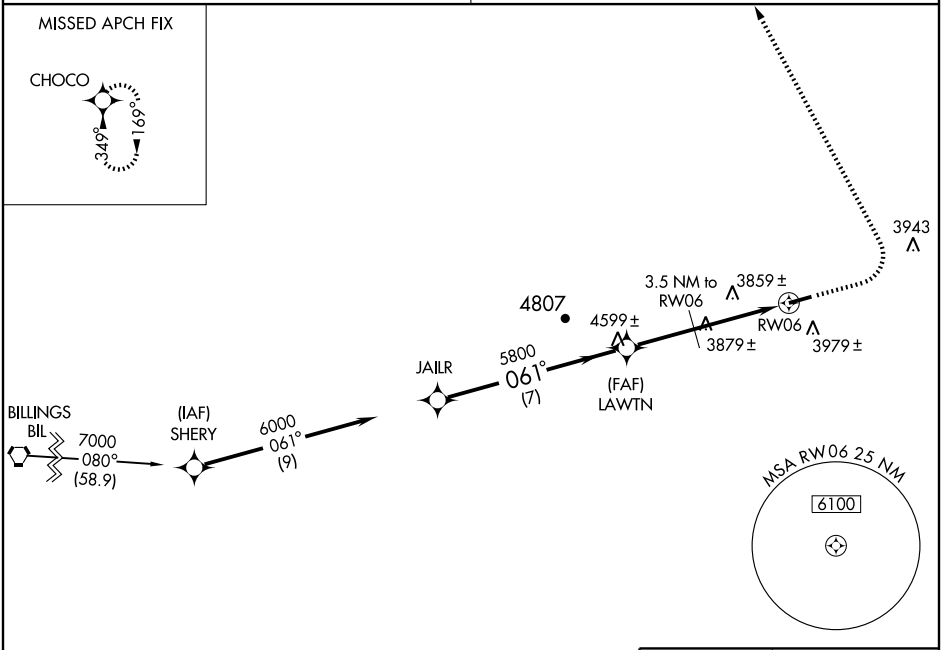 MISSED APCH FIX
CHOCO
349°
169°
3943
3.5 NM to
RW06
3859 ±
4807
4599 ±
RW06
3879 ±
3979 ±
JAILR
5800
061°
(7)
(FAF)
LAWTN
BILLINGS
BIL
7000
080°
(58.9)
(IAF)
SHERY
6000
061°
(9)
MSA RW 06 25 NM
6100